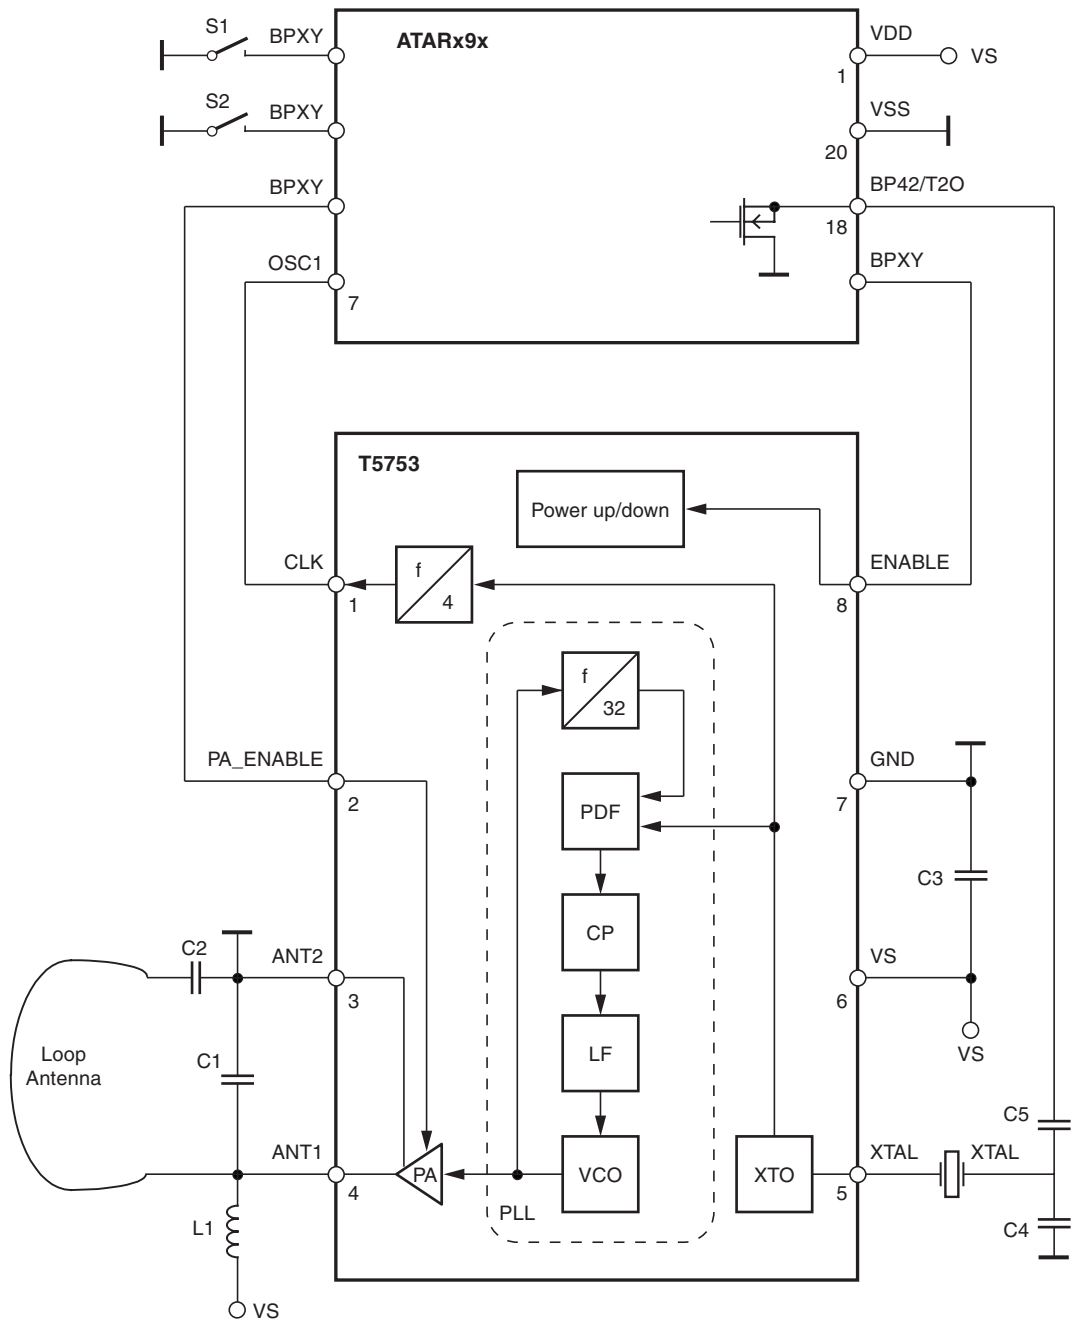 S1
BPXY
ATARx9x
VDD
1
VS
S2
BPXY
VSS
20
BPXY
BP42/T2O
18
OSC1
7
BPXY
T5753
Power up/down
CLK
1
f
4
ENABLE
8
f
32
PA_ENABLE
2
GND
7
PDF
C3
CP
C2
ANT2
3
VS
6
Loop
Antenna
C1
LF
VS
C5
ANT1
4
PA
VCO
XTO
XTAL
5
XTAL
PLL
L1
C4
VS